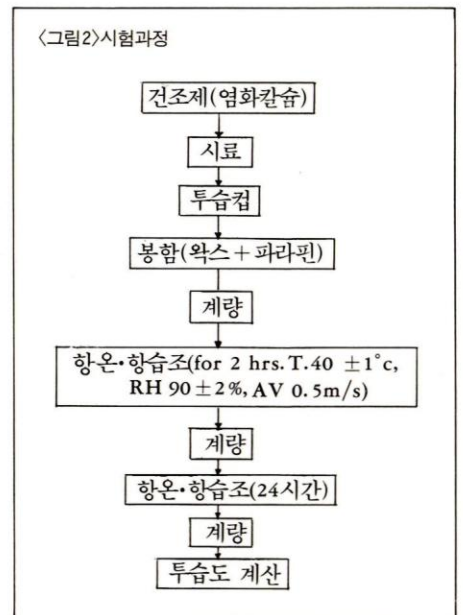 〈그림2〉시험과정
건조제(염화칼슘)
시료
투습컵
봉함(왁스 + 파라핀)
계량
항온·항습조(for 2 hrs. T. 40 ±1°c,
RH 90 ±2%, AV 0.5m/s)
계량
항온·항습조(24시간)
계량
투습도 계산